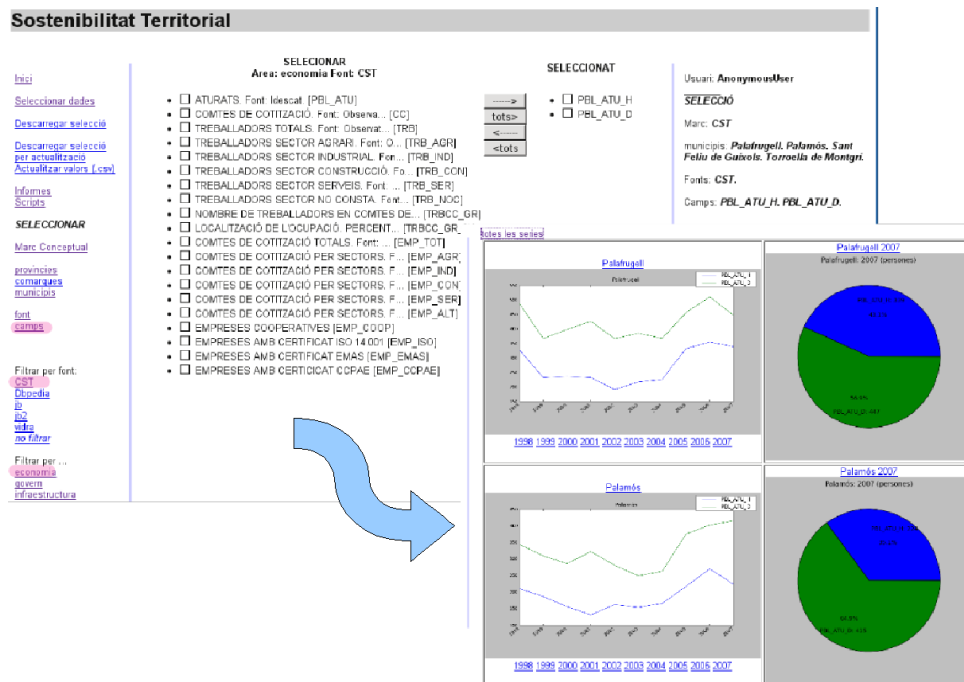 Sostenibilitat Territorial
Inici
Seleccionar dades
Descarregar selecció
Descarregar selecció
per actualització
Actualitzar valors (.csv)
Informes
Scripts
SELECCIONAR
Marc Conceptual
províncies
comarques
municipis
font
camps
Filtrar per font:
CST
Dbpedia
jb
jb2
vidra
no filtrar
Filtrar per ...
economia
govern
infraestructura
SELECIONAR
Area: economia Font: CST
ATURATS. Font: Idescat. [PBL_ATU]
COMTES DE COTITZACIÓ. Font: Observa... [CC]
TREBALLADORS TOTALS. Font: Observat... [TRB]
TREBALLADORS SECTOR AGRARI. Font: O... [TRB_AGR]
TREBALLADORS SECTOR INDUSTRIAL. Fon... [TRB_IND]
TREBALLADORS SECTOR CONSTRUCCIÓ. Fo... [TRB_CON]
TREBALLADORS SECTOR SERVEIS. Font: ... [TRB_SER]
TREBALLADORS SECTOR NO CONSTA. Font... [TRB_NOC]
NOMBRE DE TREBALLADORS EN COMTES DE... [TRBCC_GR]
LOCALITZACIÓ DE L'OCUPACIÓ. PERCENT... [TRBCC_GR_
COMTES DE COTITZACIÓ TOTALS. Font: ... [EMP_TOT]
COMTES DE COTITZACIÓ PER SECTORS. F... [EMP_AGR]
COMTES DE COTITZACIÓ PER SECTORS. F... [EMP_IND]
COMTES DE COTITZACIÓ PER SECTORS. F... [EMP_CON]
COMTES DE COTITZACIÓ PER SECTORS. F... [EMP_SER]
COMTES DE COTITZACIÓ PER SECTORS. F... [EMP_ALT]
EMPRESES COOPERATIVES [EMP_COOP]
EMPRESES AMB CERTIFICAT ISO 14.001 [EMP_ISO]
EMPRESES AMB CERTIFICAT EMAS [EMP_EMAS]
EMPRESES AMB CERTICICAT CCPAE [EMP_CCPAE]
----->
tots>
<-----
<tots
SELECCIONAT
PBL_ATU_H
PBL_ATU_D
Usuari: AnonymousUser
SELECCIÓ
Marc: CST
municipis: Palafrugell. Palamós. Sant
Feliu de Guíxols. Torroella de Montgrí.
Fonts: CST.
Camps: PBL_ATU_H. PBL_ATU_D.
totes les series
Palafrugell
Palafrugell
PBL_ATU_H
PBL_ATU_D
1998 1999 2000 2001 2002 2003 2004 2005 2006 2007
Palafrugell 2007
Palafrugell: 2007 (persones)
Palamós
Palamós
PBL_ATU_H
PBL_ATU_D
1998 1999 2000 2001 2002 2003 2004 2005 2006 2007
Palamós 2007
Palamós: 2007 (persones)